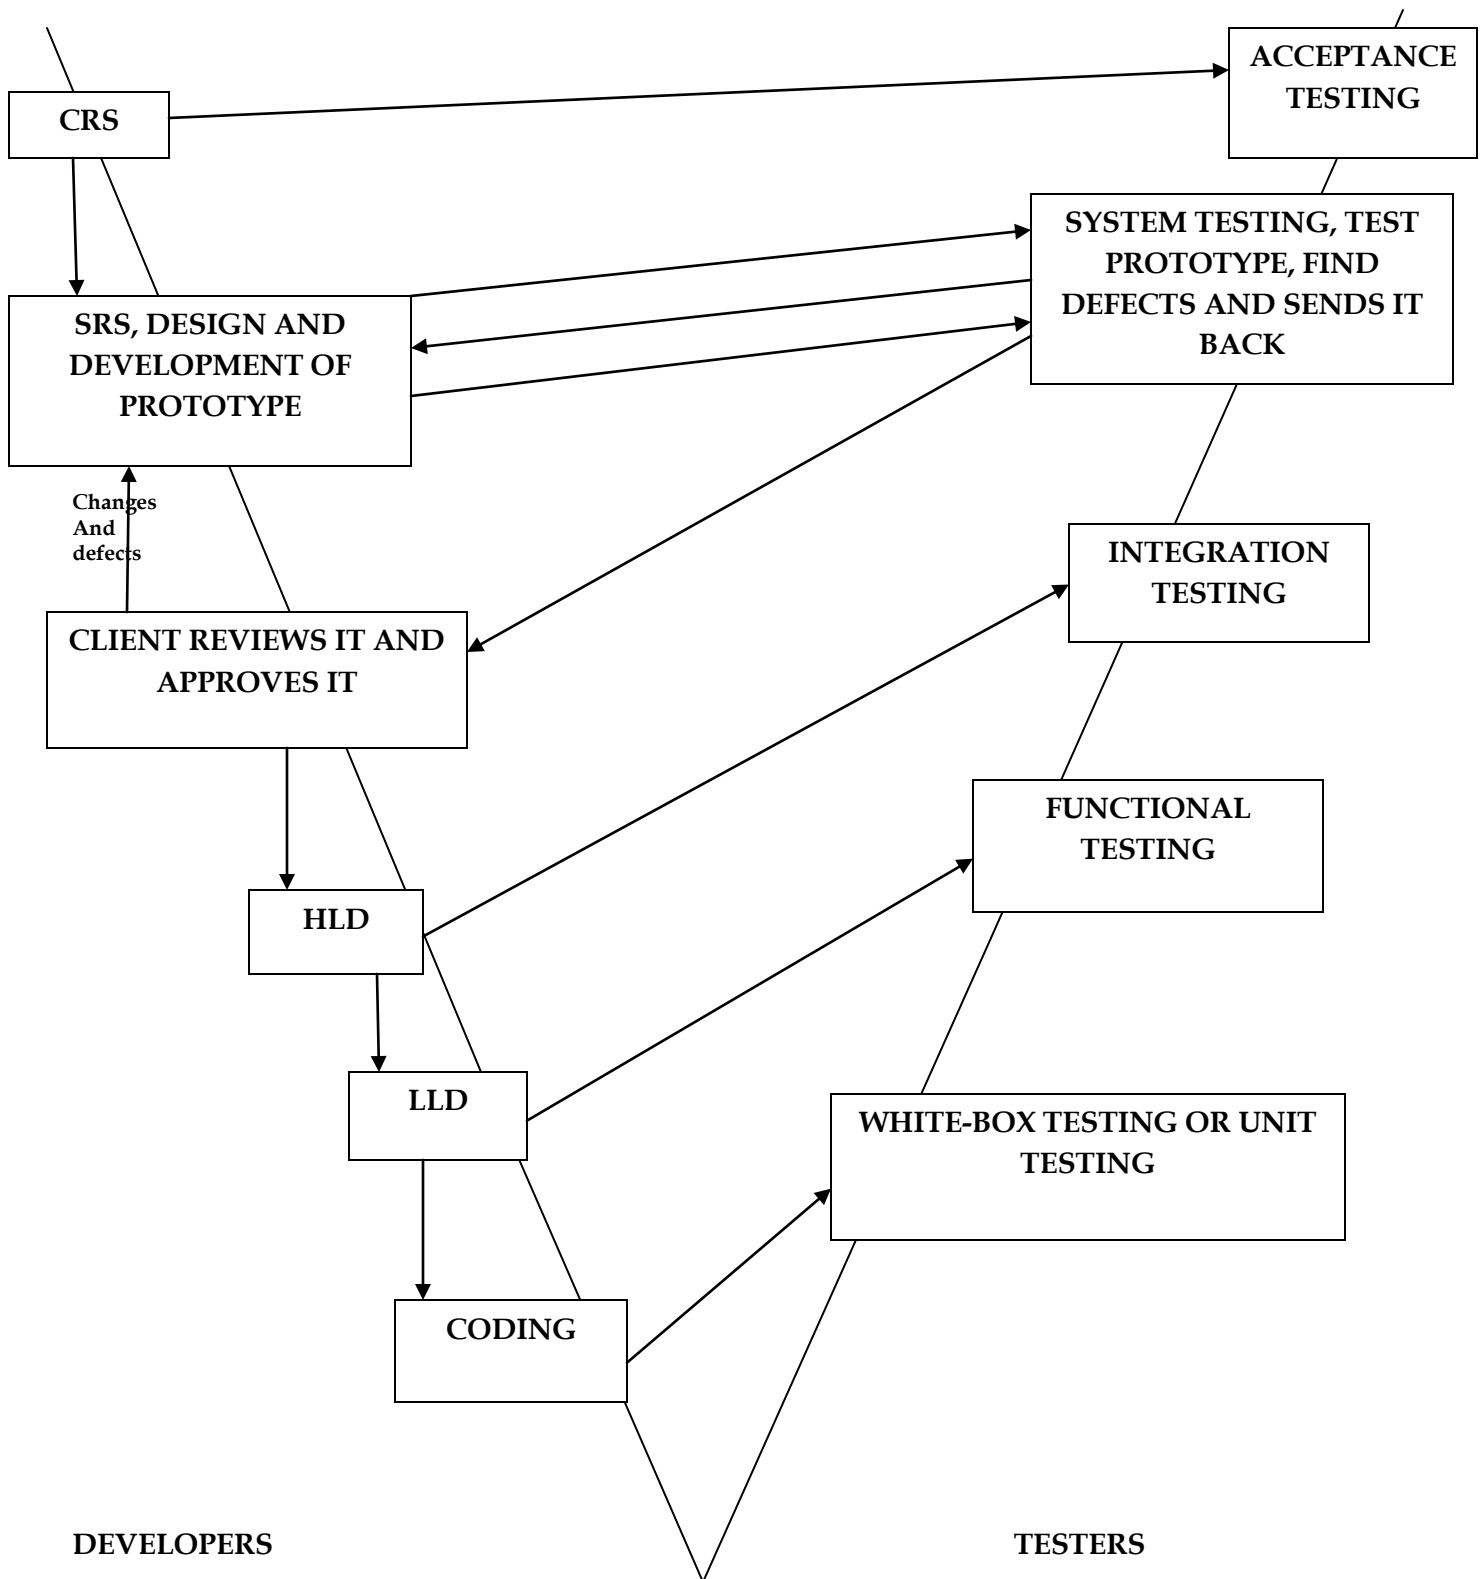 ACCEPTANCE
TESTING
CRS
SYSTEM TESTING, TEST
PROTOTYPE, FIND
DEFECTS AND SENDS IT
BACK
SRS, DESIGN AND
DEVELOPMENT OF
PROTOTYPE
Changes
And
defects
INTEGRATION
TESTING
CLIENT REVIEWS IT AND
APPROVES IT
FUNCTIONAL
TESTING
HLD
LLD
WHITE-BOX TESTING OR UNIT
TESTING
CODING
DEVELOPERS
TESTERS